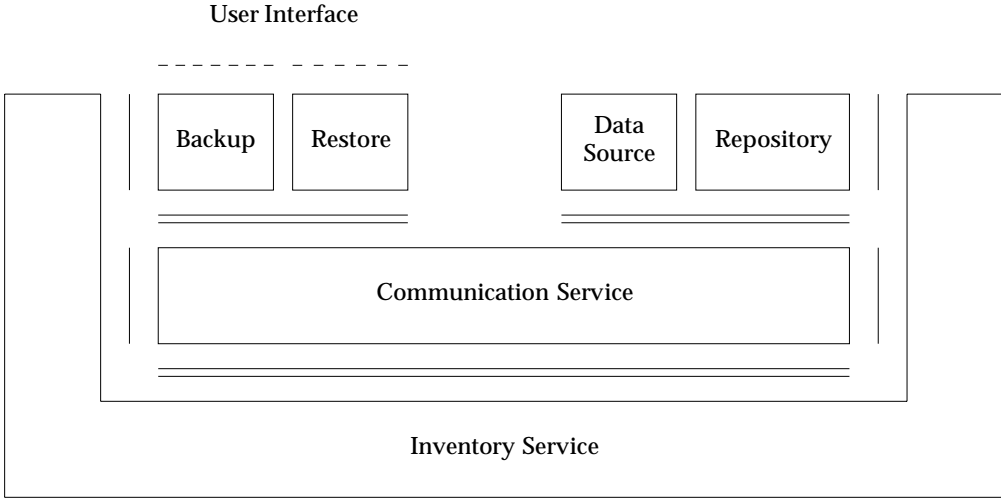 User Interface
Backup
Restore
Data
Source
Repository
Communication Service
Inventory Service